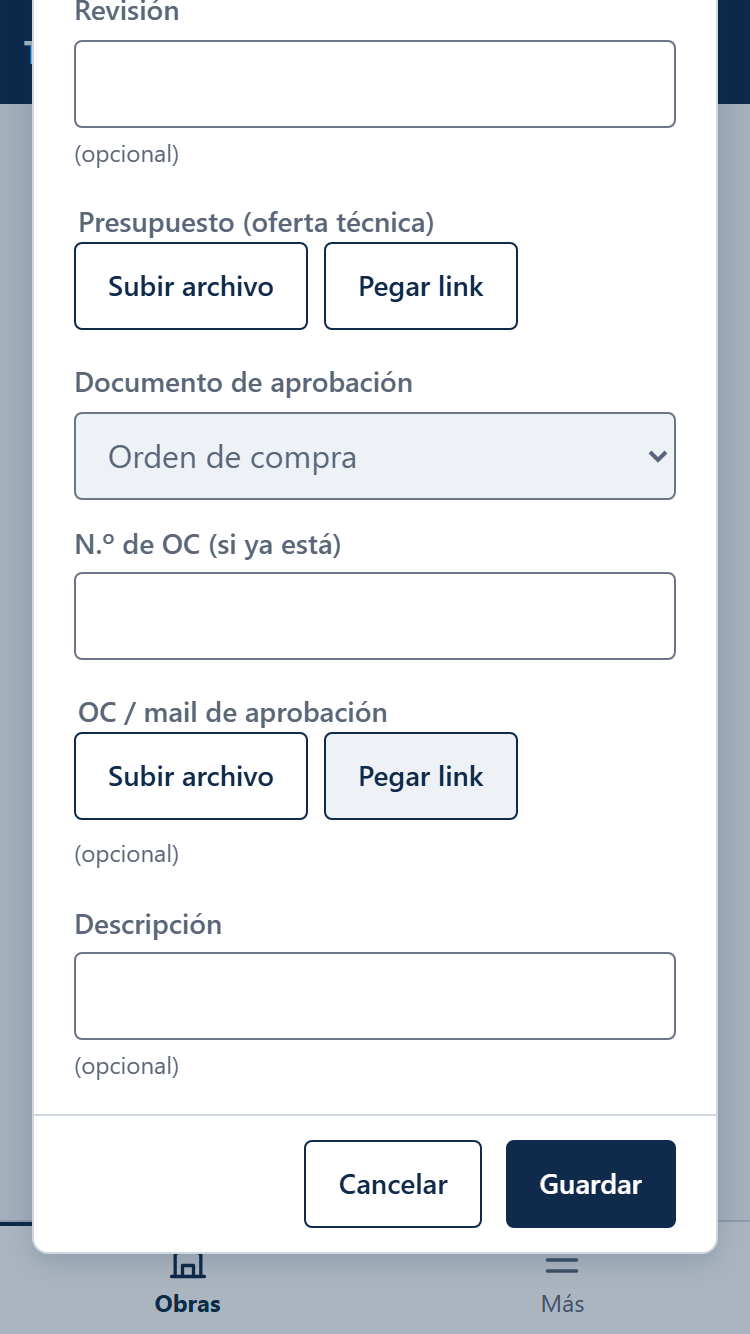 Revisión
(opcional)
Presupuesto (oferta técnica)
Subir archivo
Pegar link
Documento de aprobación
Orden de compra
N.º de OC (si ya está)
OC / mail de aprobación
Subir archivo
Pegar link
(opcional)
Descripción
(opcional)
Cancelar
Guardar
Obras
Más